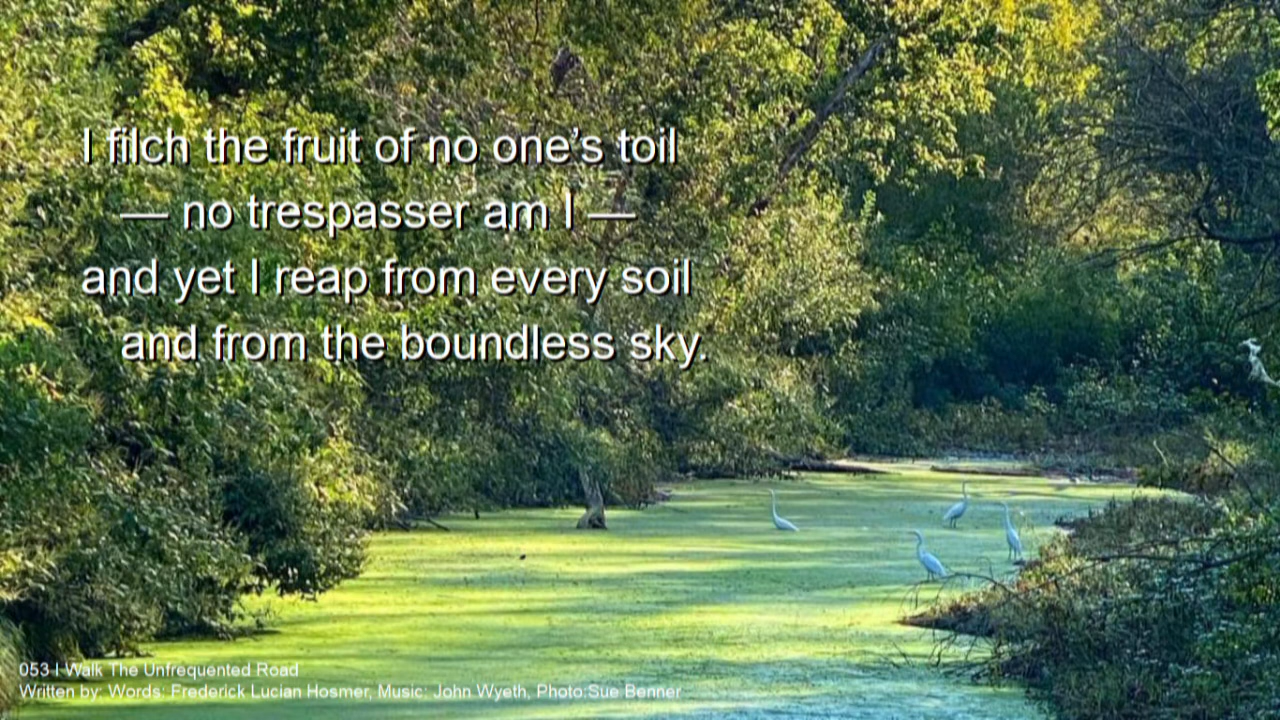 I filch the fruit of no one’s toil
— no trespasser am I —
and yet I reap from every soil
and from the boundless sky.
053 I Walk The Unfrequented Road
Written by: Words: Frederick Lucian Hosmer, Music: John Wyeth, Photo:Sue Benner